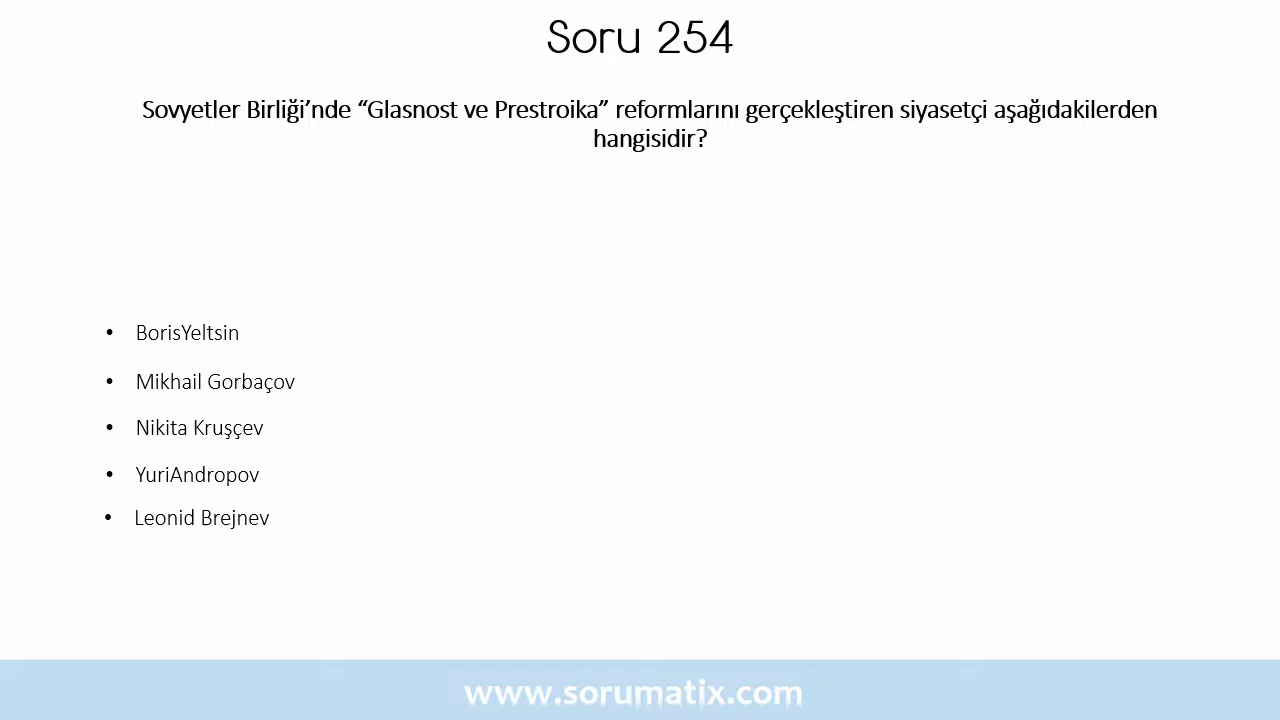 Soru 254
Sovyetler Birliği’nde “Glasnost ve Prestroika” reformlarını gerçekleştiren siyasetçi aşağıdakilerden
hangisidir?
• BorisYeltsin
• Mikhail Gorbaçov
• Nikita Kruşçev
• YuriAndropov
• Leonid Brejnev
www.sorumatix.com